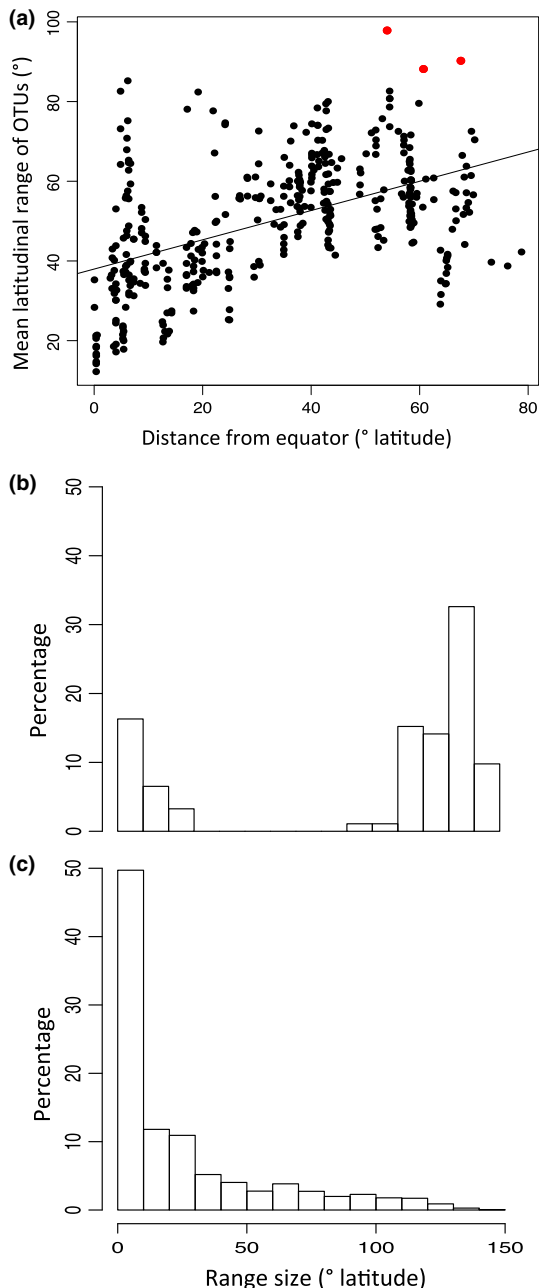 (a)
Mean latitudinal range of OTUs (°)
100
80
60
40
20
0 20 40 60 80
Distance from equator (° latitude)
(b)
Percentage
50
40
30
20
10
0
(c)
Percentage
50
40
30
20
10
0
0 50 100 150
Range size (° latitude)